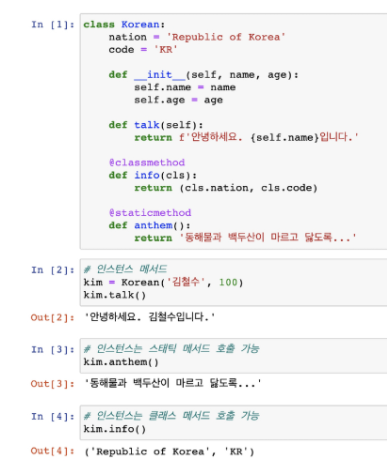 In [1]: class Korean:
nation = 'Republic of Korea'
code = 'KR'
def __init__(self, name, age):
self.name = name
self.age = age
def talk(self):
return f'안녕하세요. {self.name}입니다.'
@classmethod
def info(cls):
return (cls.nation, cls.code)
@staticmethod
def anthem():
return '동해물과 백두산이 마르고 닳도록...'
In [2]: # 인스턴스 메서드
kim = Korean('김철수', 100)
kim.talk()
Out[2]: '안녕하세요. 김철수입니다.'
In [3]: # 인스턴스는 스태틱 메서드 호출 가능
kim.anthem()
Out[3]: '동해물과 백두산이 마르고 닳도록...'
In [4]: # 인스턴스는 클래스 메서드 호출 가능
kim.info()
Out[4]: ('Republic of Korea', 'KR')